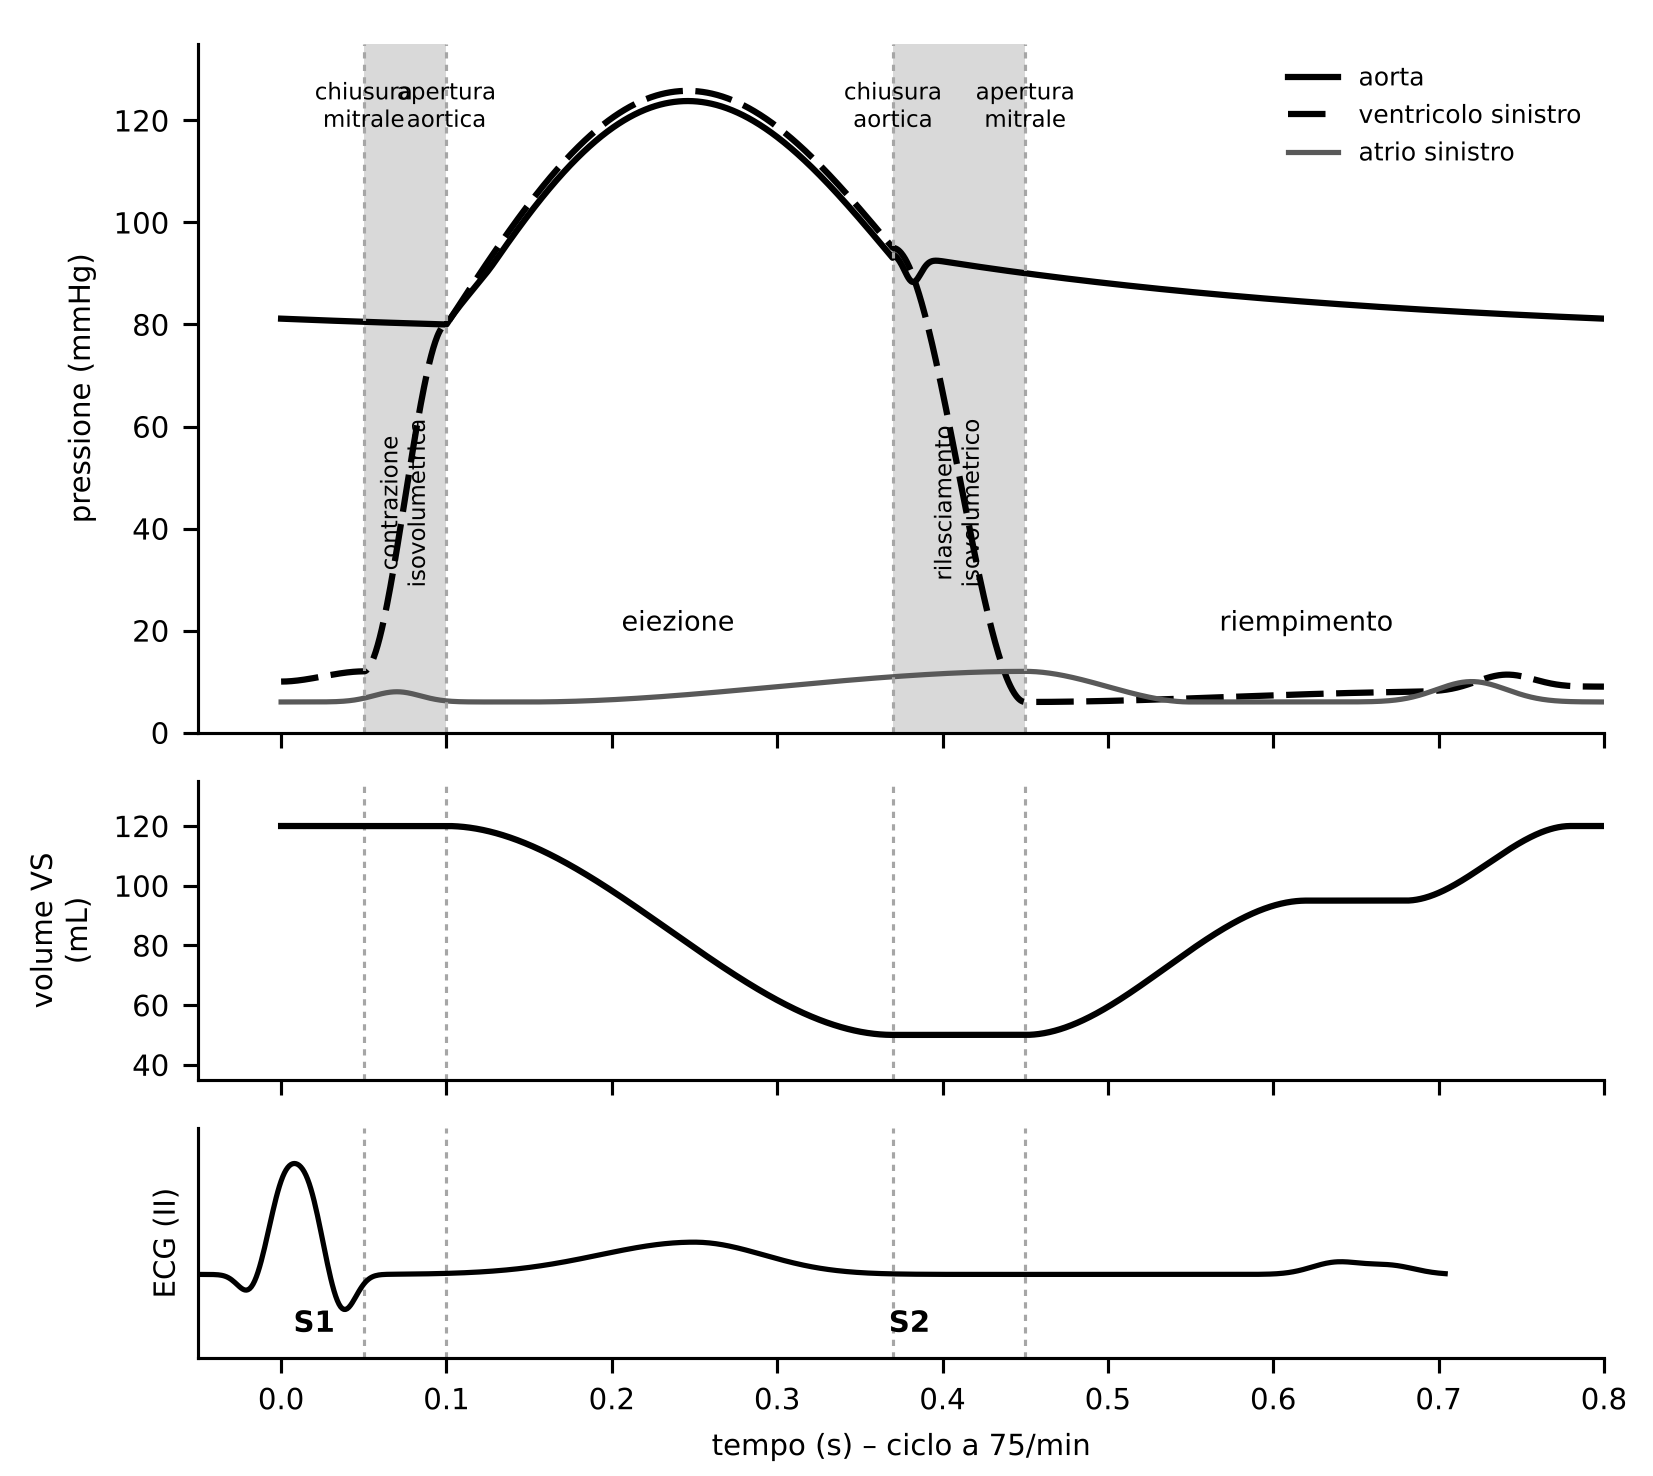 chiusura
mitrale
apertura
aortica
chiusura
aortica
apertura
mitrale
aorta
ventricolo sinistro
atrio sinistro
pressione (mmHg)
120
100
80
60
40
20
0
contrazione
isovolumetrica
rilasciamento
isovolumetrico
eiezione
riempimento
volume VS
(mL)
120
100
80
60
40
ECG (II)
S1
S2
0.0
0.1
0.2
0.3
0.4
0.5
0.6
0.7
0.8
tempo (s) – ciclo a 75/min